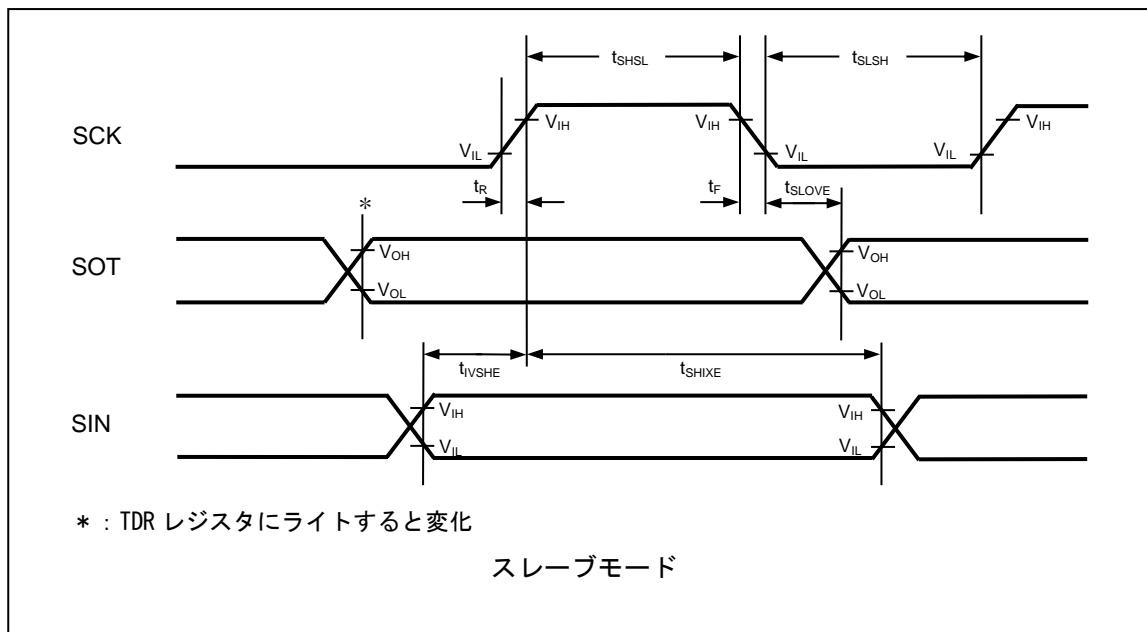 tSHSL tSLSH
SCK
VIH VIH VIH
VIL VIL VIL
tR tF tSLOVE
*
SOT
VOH VOH
VOL VOL
tIVSHE tSHIXE
SIN
VIH VIH
VIL VIL
* : TDR レジスタにライトすると変化
スレーブモード